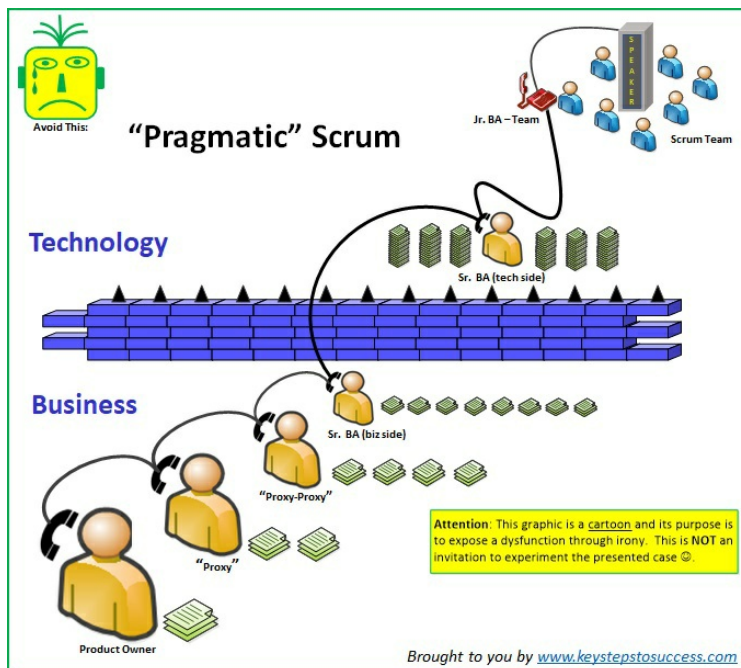 Avoid This:
"Pragmatic" Scrum
SPEAKER
Jr. BA – Team
Scrum Team
Technology
Sr. BA (tech side)
Business
Sr. BA (biz side)
"Proxy-Proxy"
"Proxy"
Product Owner
Attention: This graphic is a cartoon and its purpose is
to expose a dysfunction through irony. This is NOT an
invitation to experiment the presented case ☺.
Brought to you by www.keystepstosuccess.com